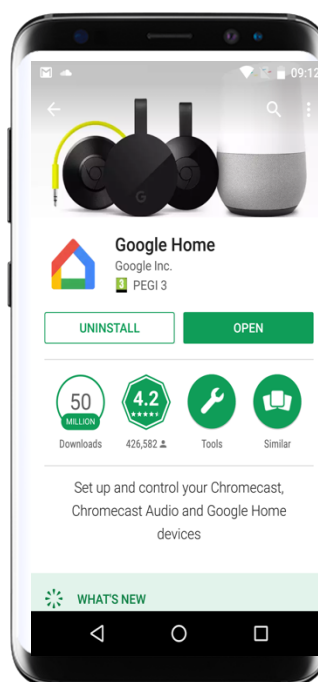 09:12
G
Google Home
Google Inc.
3 PEGI 3
UNINSTALL
OPEN
50
MILLION
Downloads
4.2
426,582
Tools
Similar
Set up and control your Chromecast,
Chromecast Audio and Google Home
devices
WHAT'S NEW